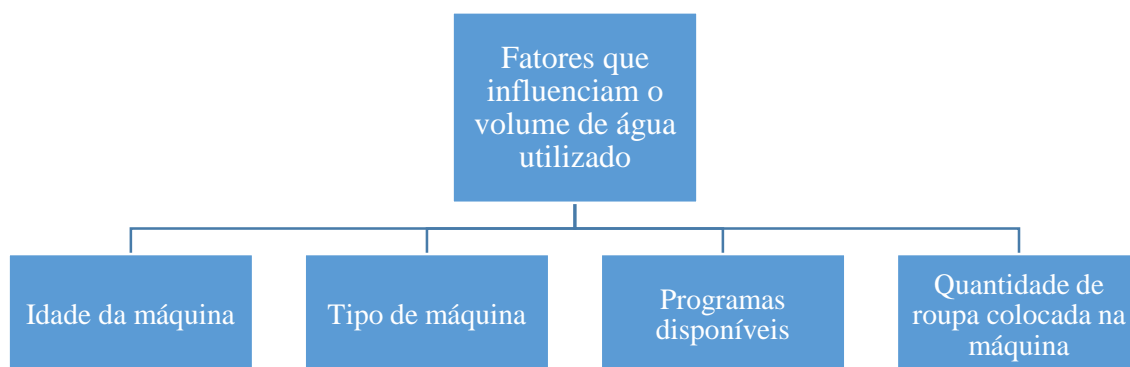 Fatores que
influenciam o
volume de água
utilizado
Idade da máquina
Tipo de máquina
Programas
disponíveis
Quantidade de
roupa colocada na
máquina